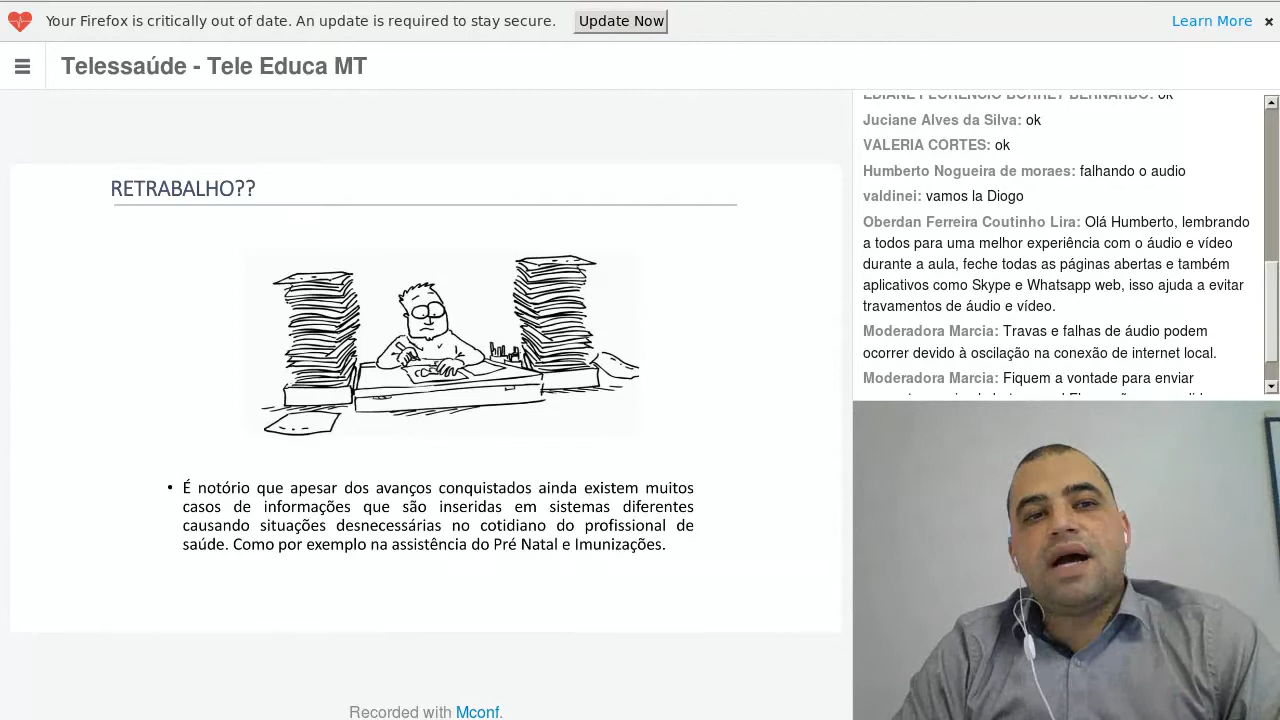 Your Firefox is critically out of date. An update is required to stay secure. Update Now Learn More ×
Telessaúde - Tele Educa MT
RETRABALHO??
• É notório que apesar dos avanços conquistados ainda existem muitos
casos de informações que são inseridas em sistemas diferentes
causando situações desnecessárias no cotidiano do profissional de
saúde. Como por exemplo na assistência do Pré Natal e Imunizações.
Recorded with Mconf.
EDIANE FLORENCIO BORRET BERNARDO: ok
Juciane Alves da Silva: ok
VALERIA CORTES: ok
Humberto Nogueira de moraes: falhando o audio
valdinei: vamos la Diogo
Oberdan Ferreira Coutinho Lira: Olá Humberto, lembrando
a todos para uma melhor experiência com o áudio e vídeo
durante a aula, feche todas as páginas abertas e também
aplicativos como Skype e Whatsapp web, isso ajuda a evitar
travamentos de áudio e vídeo.
Moderadora Marcia: Travas e falhas de áudio podem
ocorrer devido à oscilação na conexão de internet local.
Moderadora Marcia: Fiquem a vontade para enviar